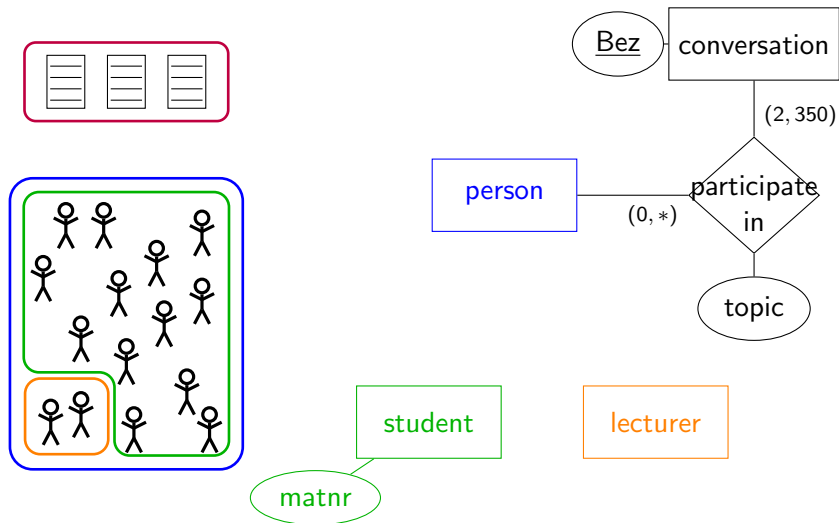 Bez
conversation
(2, 350)
person
participate
in
(0, ∗)
topic
student
lecturer
matnr